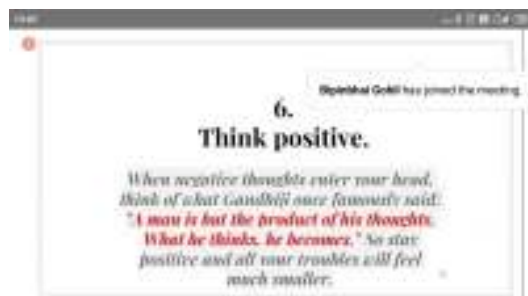 has joined the meeting
6.
Think positive.
When negative thoughts enter your head,
think of what Gandhiji once famously said:
"A man is but the product of his thoughts.
What he thinks, he becomes." So stay
positive and all your troubles will feel
much smaller.